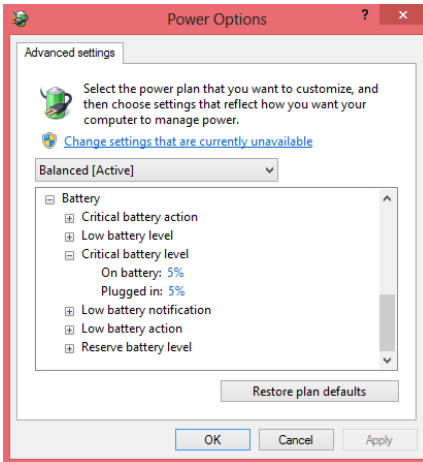 Power Options
?
×
Advanced settings
Select the power plan that you want to customize, and
then choose settings that reflect how you want your
computer to manage power.
Change settings that are currently unavailable
Balanced [Active]
Battery
Critical battery action
Low battery level
Critical battery level
On battery: 5%
Plugged in: 5%
Low battery notification
Low battery action
Reserve battery level
Restore plan defaults
OK Cancel Apply